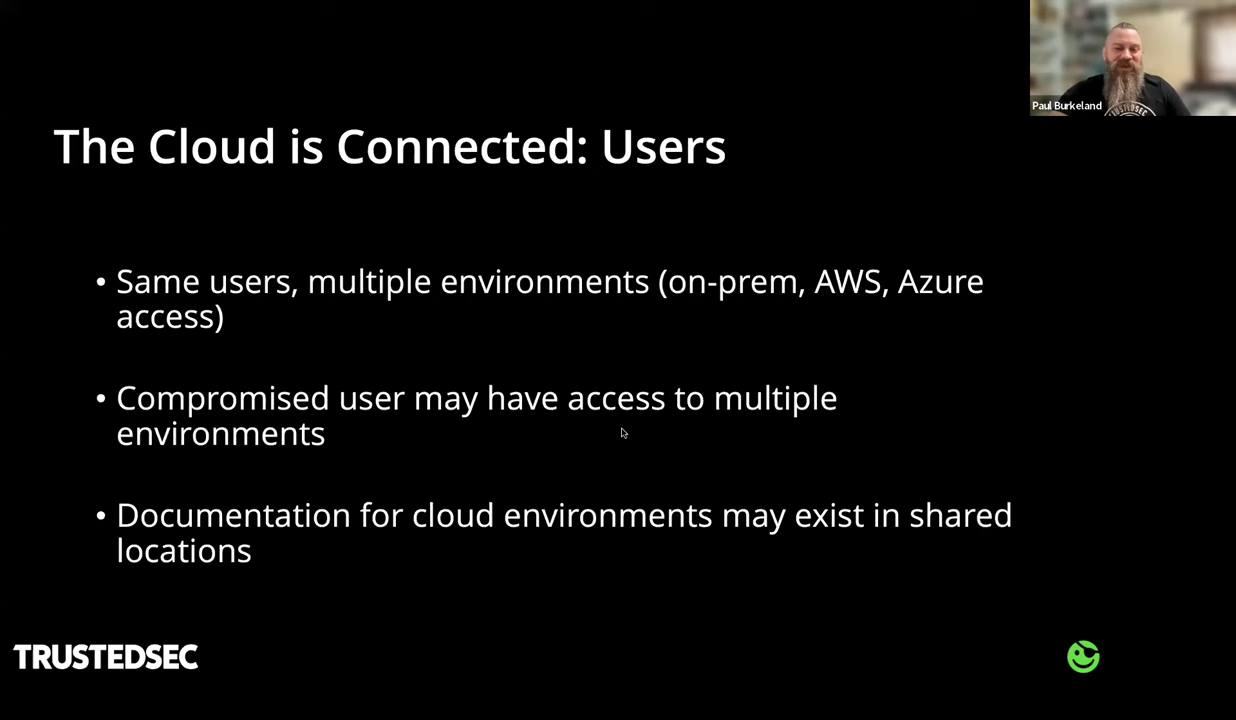 Paul Burkeland
The Cloud is Connected: Users
• Same users, multiple environments (on-prem, AWS, Azure
access)
• Compromised user may have access to multiple
environments
• Documentation for cloud environments may exist in shared
locations
TRUSTEDSEC